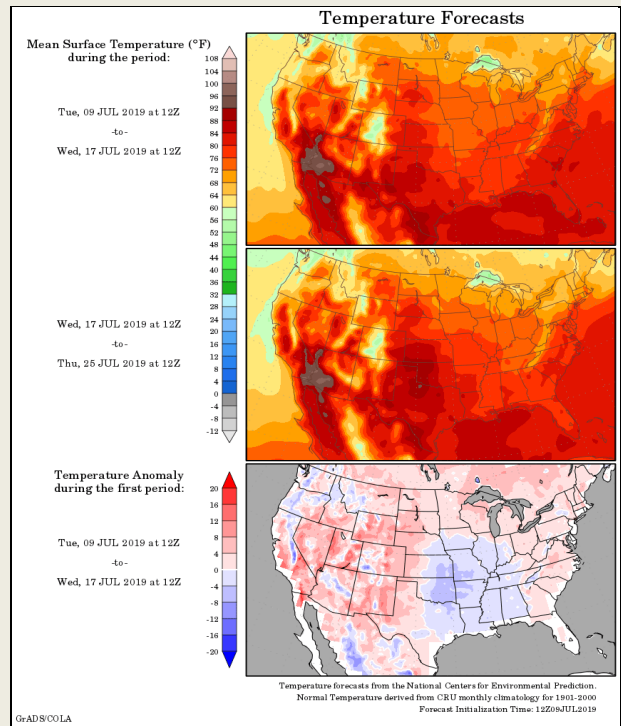 Temperature Forecasts
Mean Surface Temperature (°F)
during the period:
Tue, 09 JUL 2019 at 12Z
-to-
Wed, 17 JUL 2019 at 12Z
108
104
100
96
92
88
84
80
76
72
68
64
60
56
52
48
44
40
36
32
28
24
20
16
12
8
4
0
-4
-8
-12
Wed, 17 JUL 2019 at 12Z
-to-
Thu, 25 JUL 2019 at 12Z
Temperature Anomaly
during the first period:
Tue, 09 JUL 2019 at 12Z
-to-
Wed, 17 JUL 2019 at 12Z
20
16
12
8
4
0
-4
-8
-12
-16
-20
Temperature forecasts from the National Centers for Environmental Prediction.
Normal Temperature derived from CRU monthly climatology for 1901-2000
Forecast Initialization Time: 12Z09JUL2019
GrADS/COLA